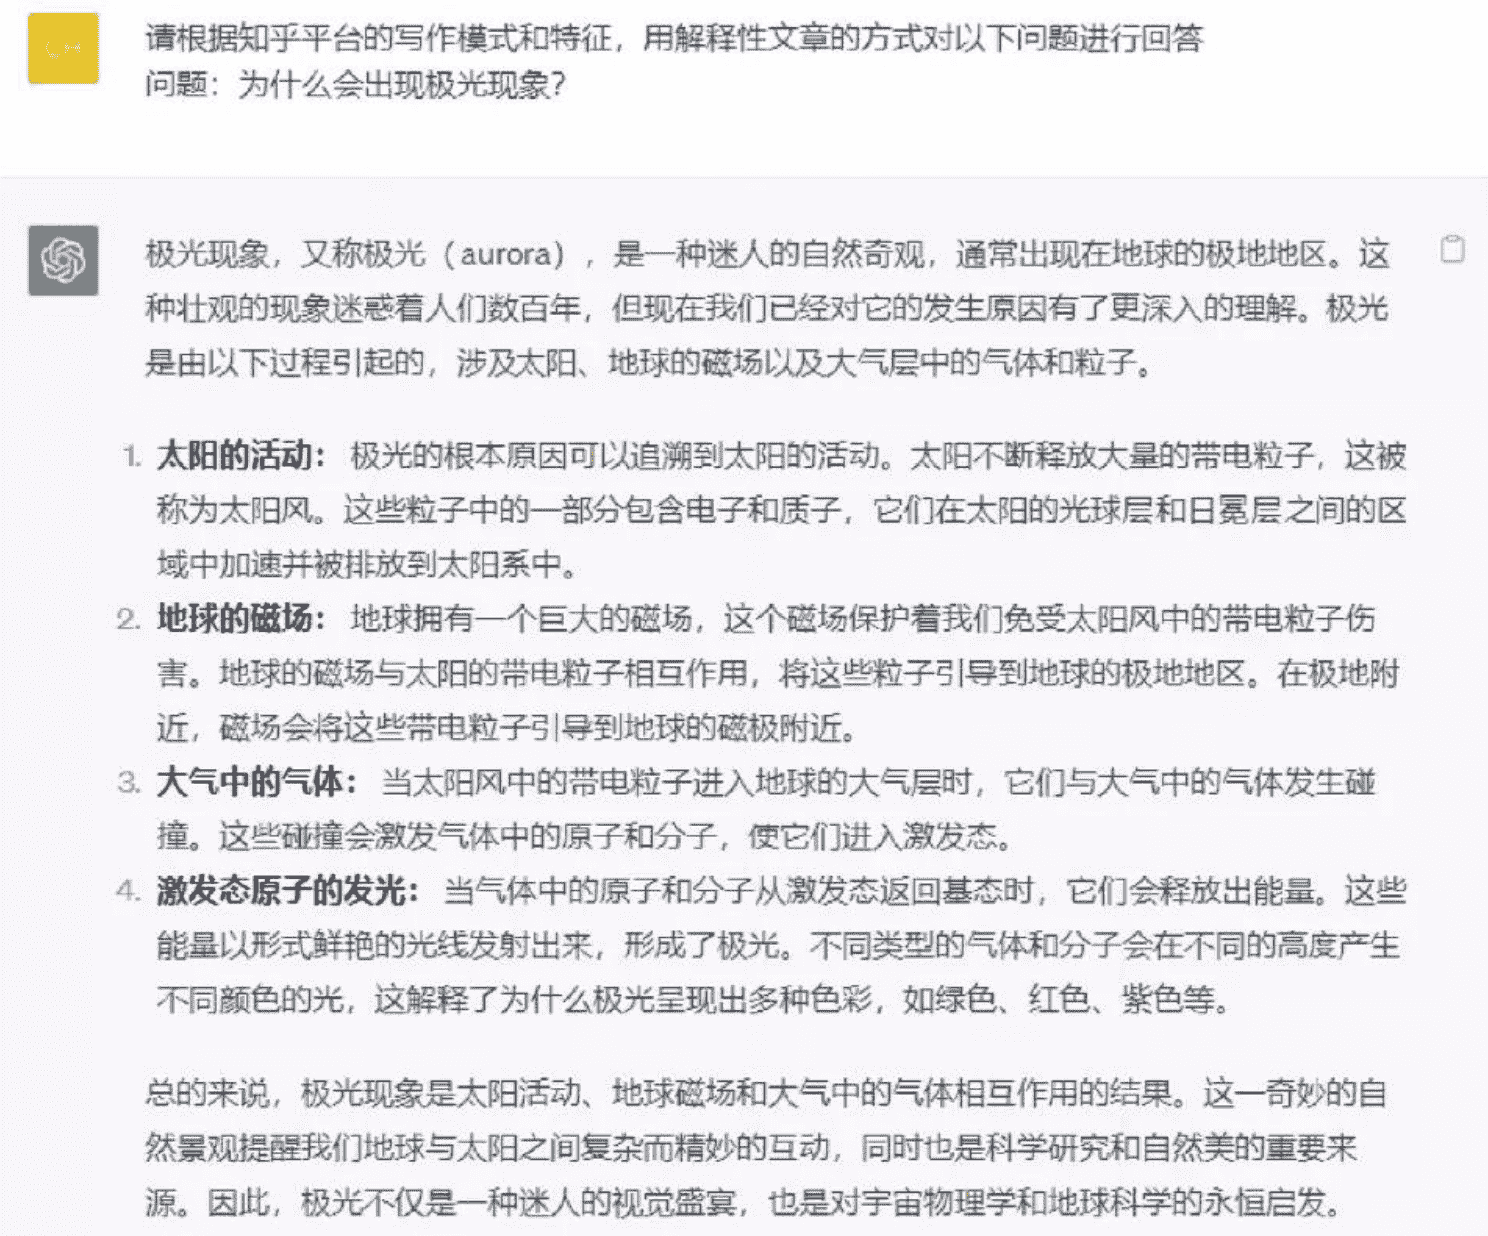 请根据知乎平台的写作模式和特征，用解释性文章的方式对以下问题进行回答
问题：为什么会出现极光现象？
极光现象，又称极光（aurora），是一种迷人的自然奇观，通常出现在地球的极地地区。这
种壮观的现象迷惑着人们数百年，但现在我们已经对它的发生原因有了更深入的理解。极光
是由以下过程引起的，涉及太阳、地球的磁场以及大气层中的气体和粒子。
1. 太阳的活动： 极光的根本原因可以追溯到太阳的活动。太阳不断释放大量的带电粒子，这被
称为太阳风。这些粒子中的一部分包含电子和质子，它们在太阳的光球层和日冕层之间的区
域中加速并被排放到太阳系中。
2. 地球的磁场： 地球拥有一个巨大的磁场，这个磁场保护着我们免受太阳风中的带电粒子伤
害。地球的磁场与太阳的带电粒子相互作用，将这些粒子引导到地球的极地地区。在极地附
近，磁场会将这些带电粒子引导到地球的磁极附近。
3. 大气中的气体： 当太阳风中的带电粒子进入地球的大气层时，它们与大气中的气体发生碰
撞。这些碰撞会激发气体中的原子和分子，使它们进入激发态。
4. 激发态原子的发光： 当气体中的原子和分子从激发态返回基态时，它们会释放出能量。这些
能量以形式鲜艳的光线发射出来，形成了极光。不同类型的气体和分子会在不同的高度产生
不同颜色的光，这解释了为什么极光呈现出多种色彩，如绿色、红色、紫色等。
总的来说，极光现象是太阳活动、地球磁场和大气中的气体相互作用的结果。这一奇妙的自
然景观提醒我们地球与太阳之间复杂而精妙的互动，同时也是科学研究和自然美的重要来
源。因此，极光不仅是一种迷人的视觉盛宴，也是对宇宙物理学和地球科学的永恒启发。